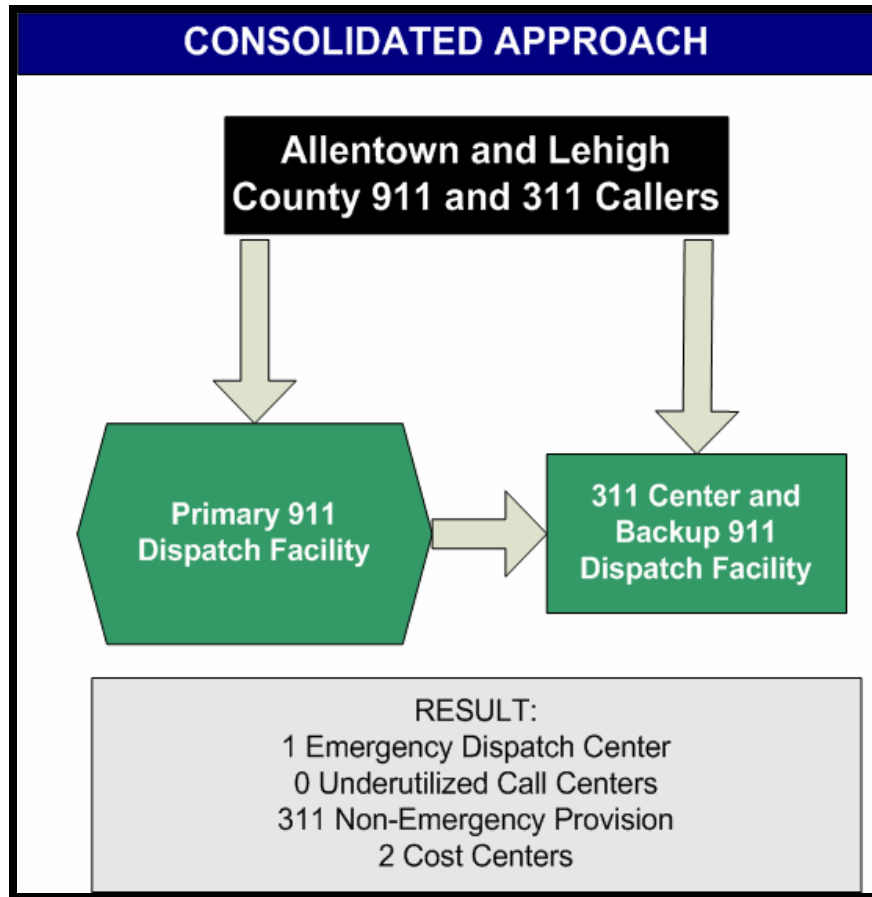 CONSOLIDATED APPROACH
Allentown and Lehigh
County 911 and 311 Callers
Primary 911
Dispatch Facility
311 Center and
Backup 911
Dispatch Facility
RESULT:
1 Emergency Dispatch Center
0 Underutilized Call Centers
311 Non-Emergency Provision
2 Cost Centers